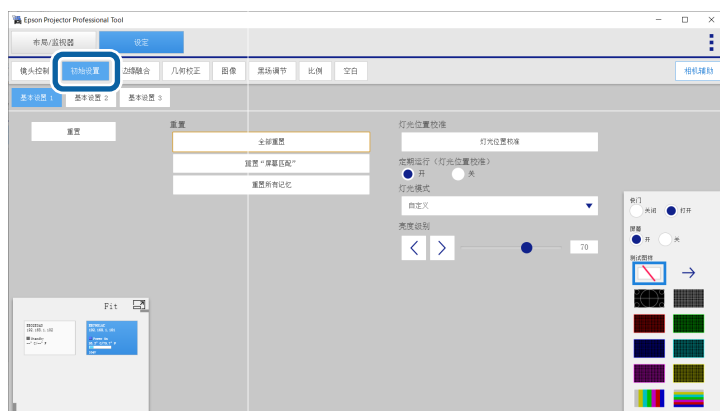 Epson Projector Professional Tool
布局/监视器 设定
镜头控制 初始设置 边缘融合 几何校正 图像 黑场调节 比例 空白 相机辅助
基本设置 1 基本设置 2 基本设置 3
重置 灯光位置校准
重置 全部重置 灯光位置校准
重置“屏幕匹配” 定期运行（灯光位置校准）
开 关
重置所有记忆 灯光模式
自定义
亮度级别
70
快门
关闭 打开
屏幕
开 关
测试图样
Fit
Standby